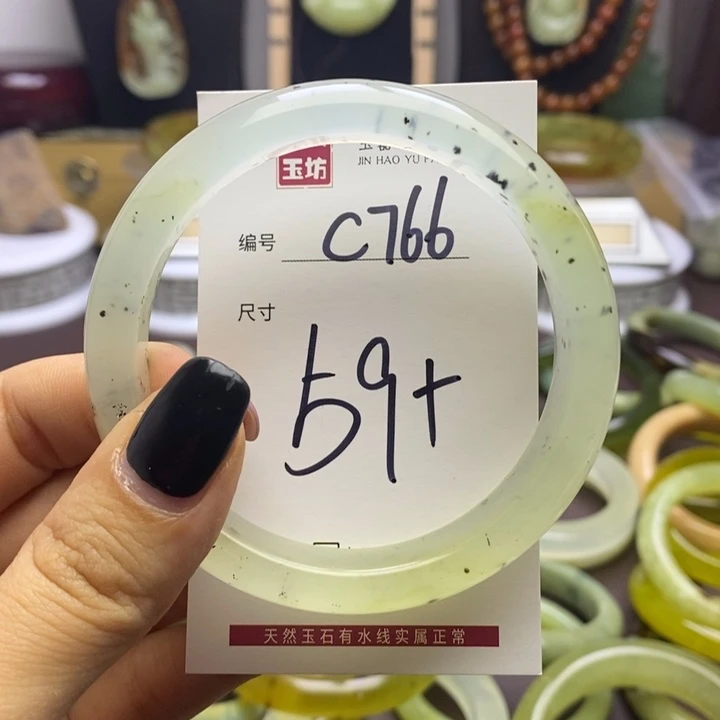 玉坊
JIN HAO YU
编号 C766
尺寸
59+
天然玉石有水线实属正常